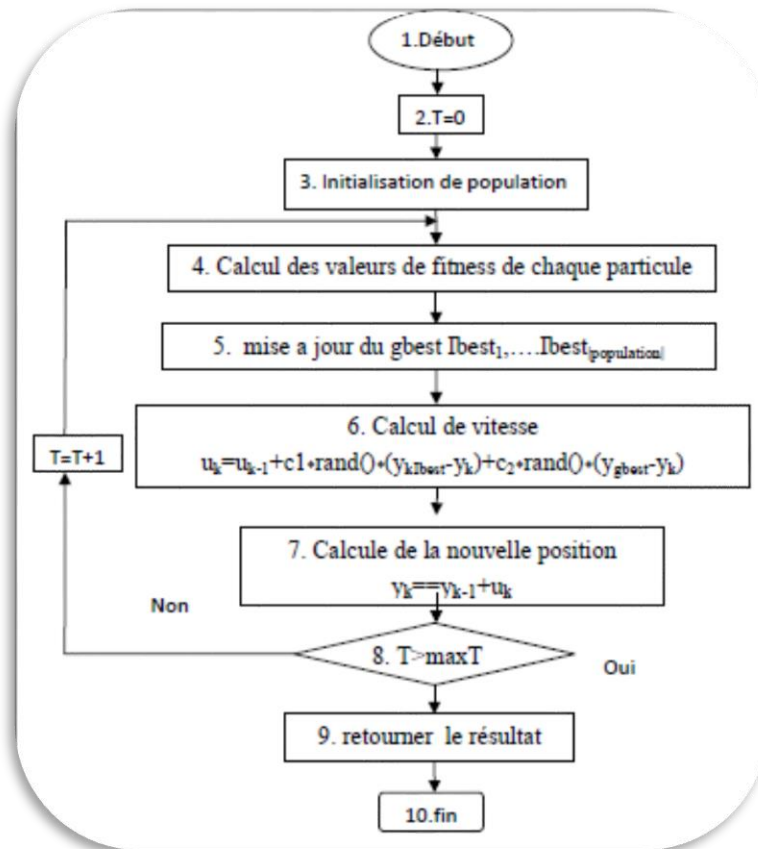 1.Début
2.T=0
3. Initialisation de population
4. Calcul des valeurs de fitness de chaque particule
5. mise a jour du gbest Ibest₁,....Ibest|population|
6. Calcul de vitesse
uₖ=uₖ₋₁+c1*rand()*(ykIbest-yₖ)+c₂*rand()*(ygbest-yₖ)
T=T+1
7. Calcule de la nouvelle position
yₖ==yₖ₋₁+uₖ
Non
8. T>maxT
Oui
9. retourner le résultat
10.fin